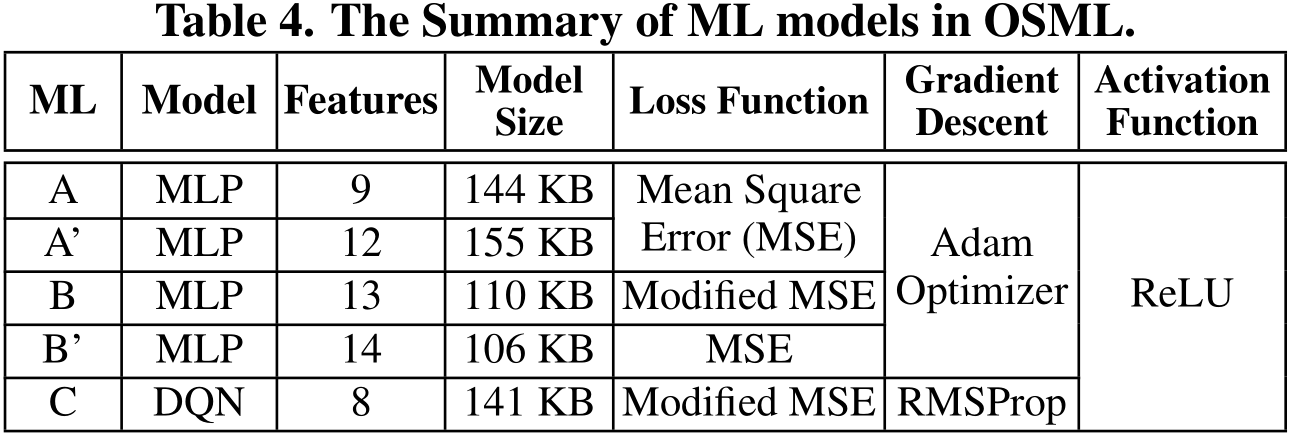 Table 4. The Summary of ML models in OSML.
ML Model Features Model Size Loss Function Gradient Descent Activation Function
A MLP 9 144 KB Mean Square Error (MSE) Adam Optimizer ReLU
A’ MLP 12 155 KB
B MLP 13 110 KB Modified MSE
B’ MLP 14 106 KB MSE
C DQN 8 141 KB Modified MSE RMSProp